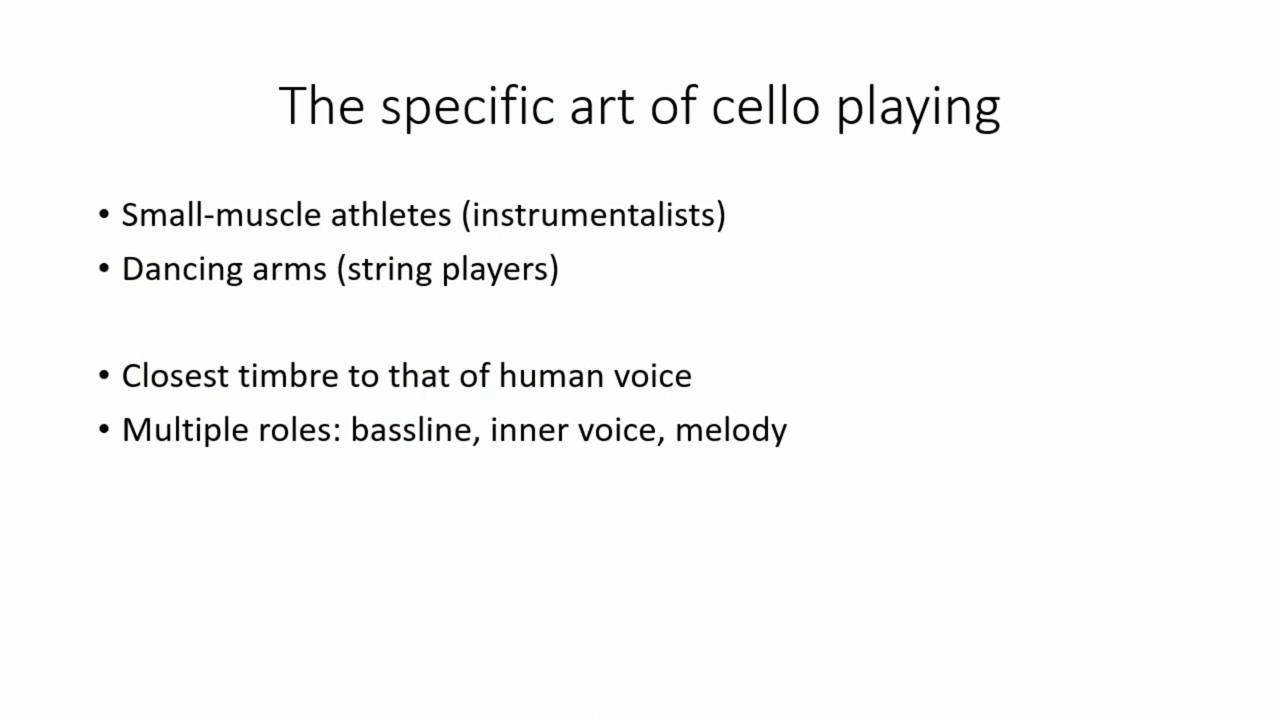 The specific art of cello playing
• Small-muscle athletes (instrumentalists)
• Dancing arms (string players)
• Closest timbre to that of human voice
• Multiple roles: bassline, inner voice, melody